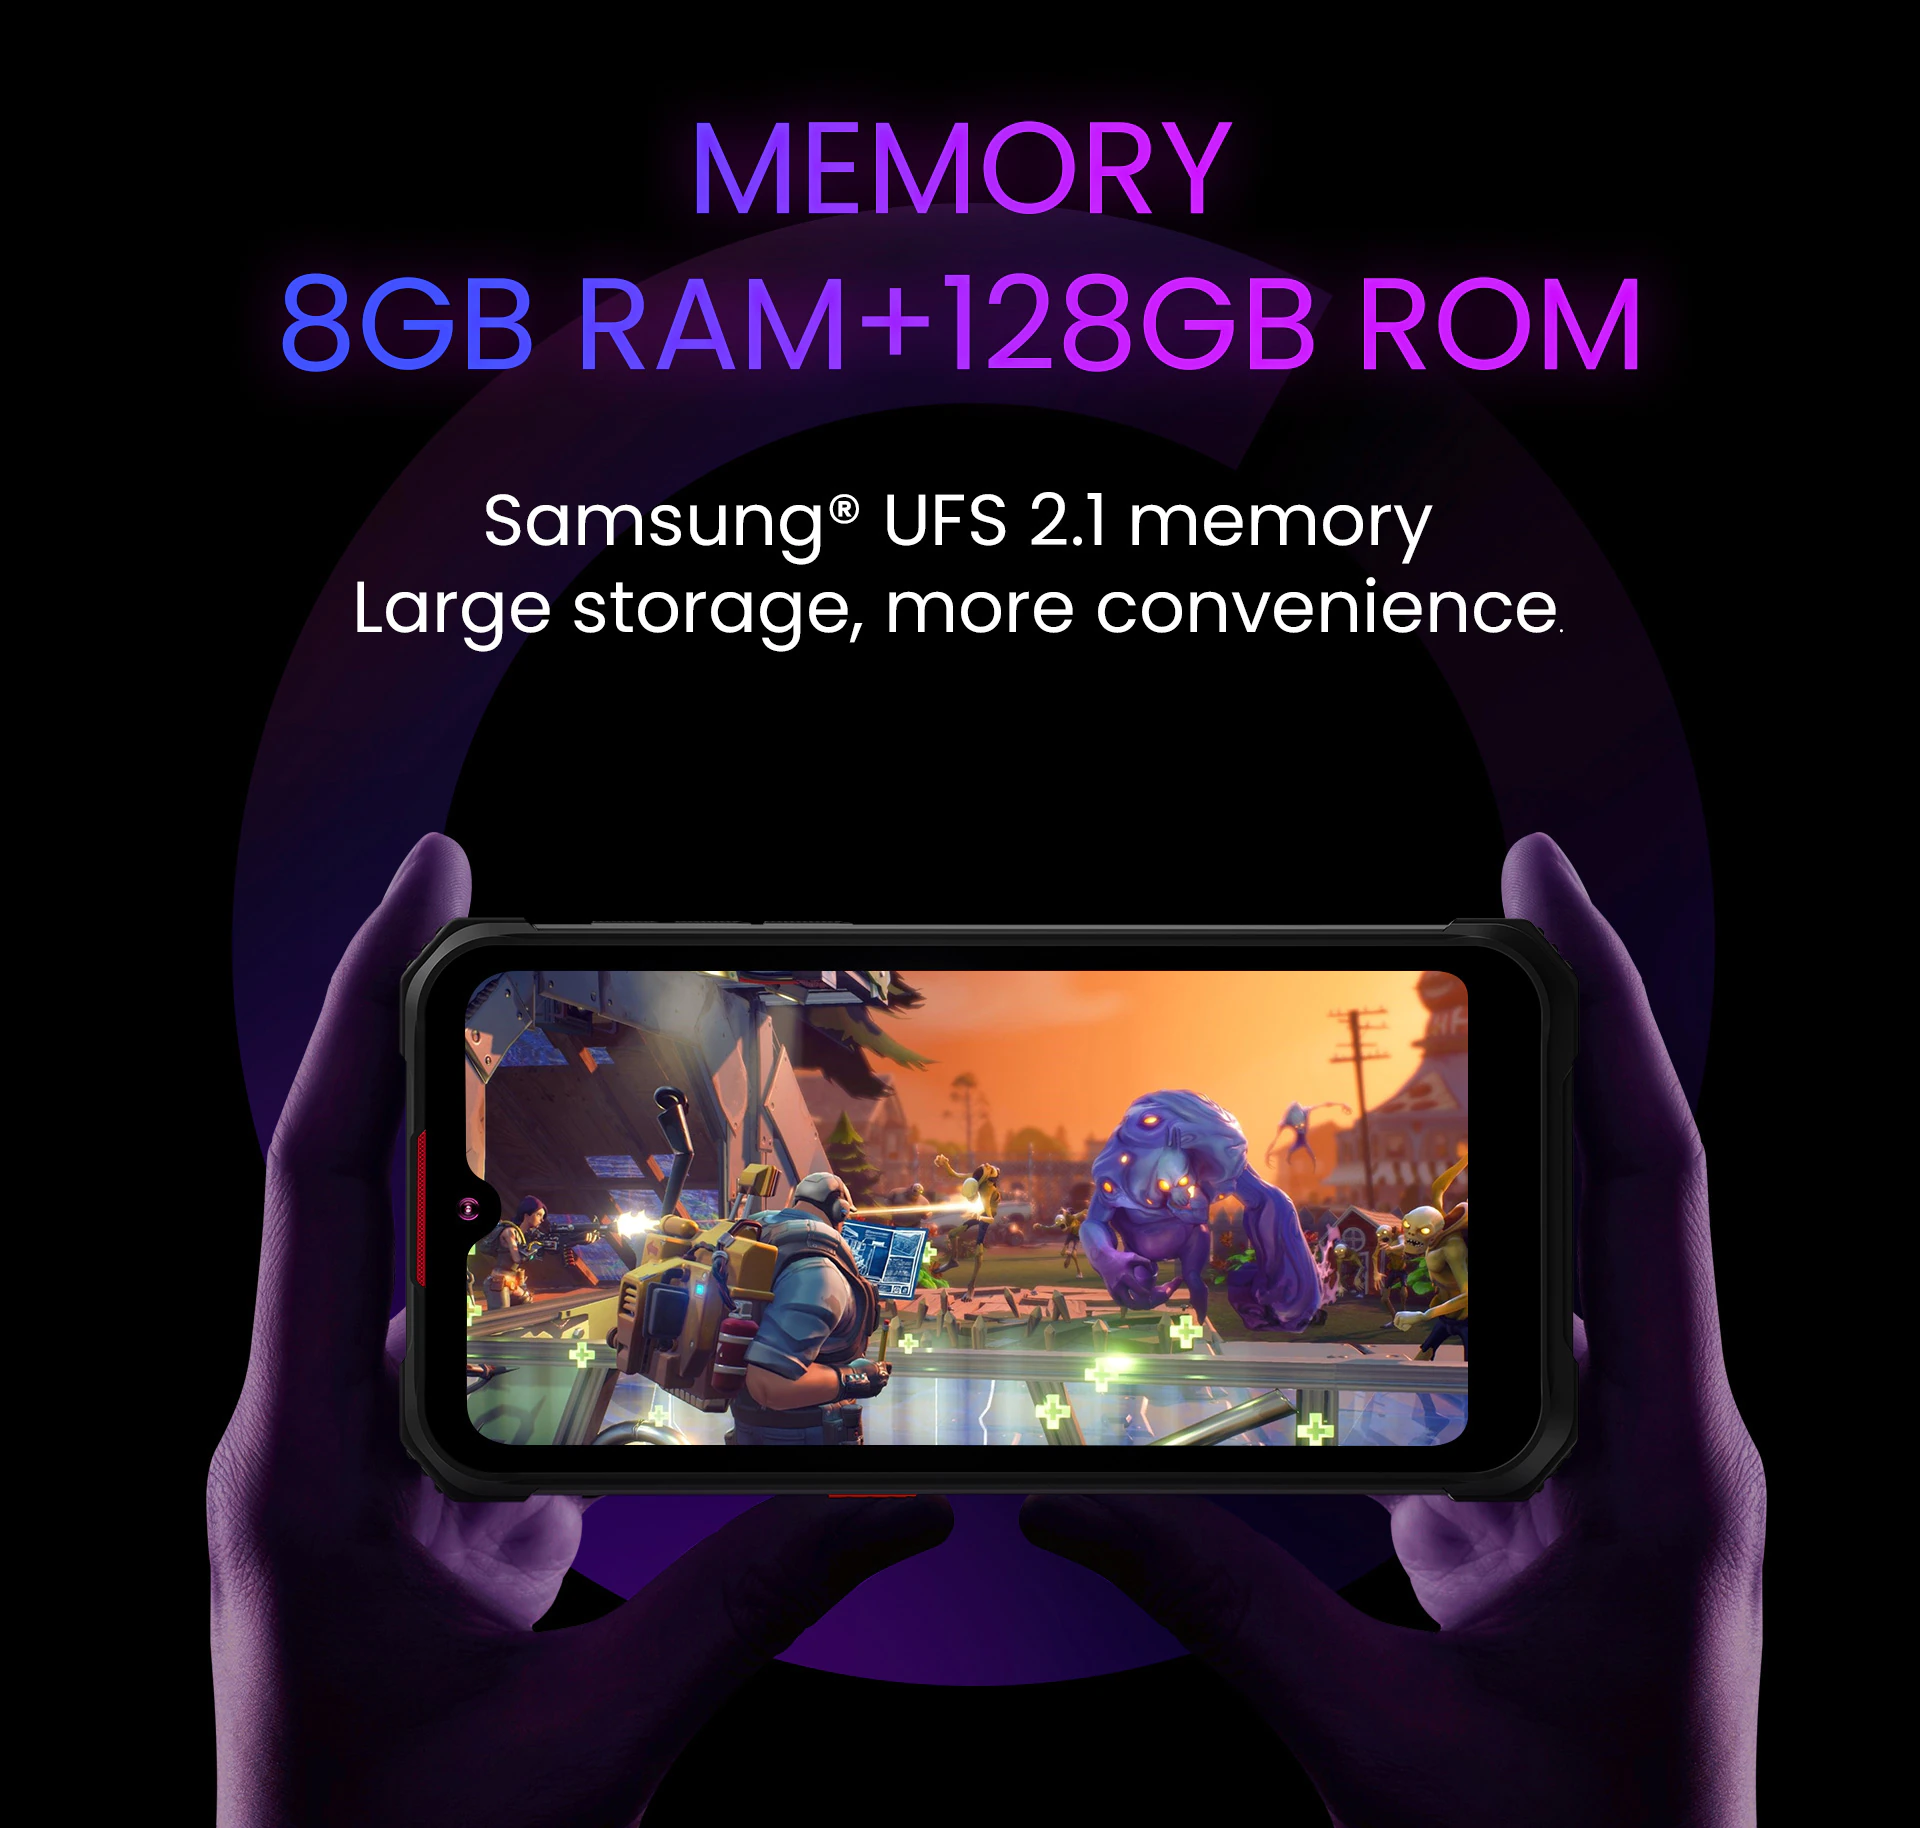 MEMORY
8GB RAM+128GB ROM
Samsung® UFS 2.1 memory
Large storage, more convenience.